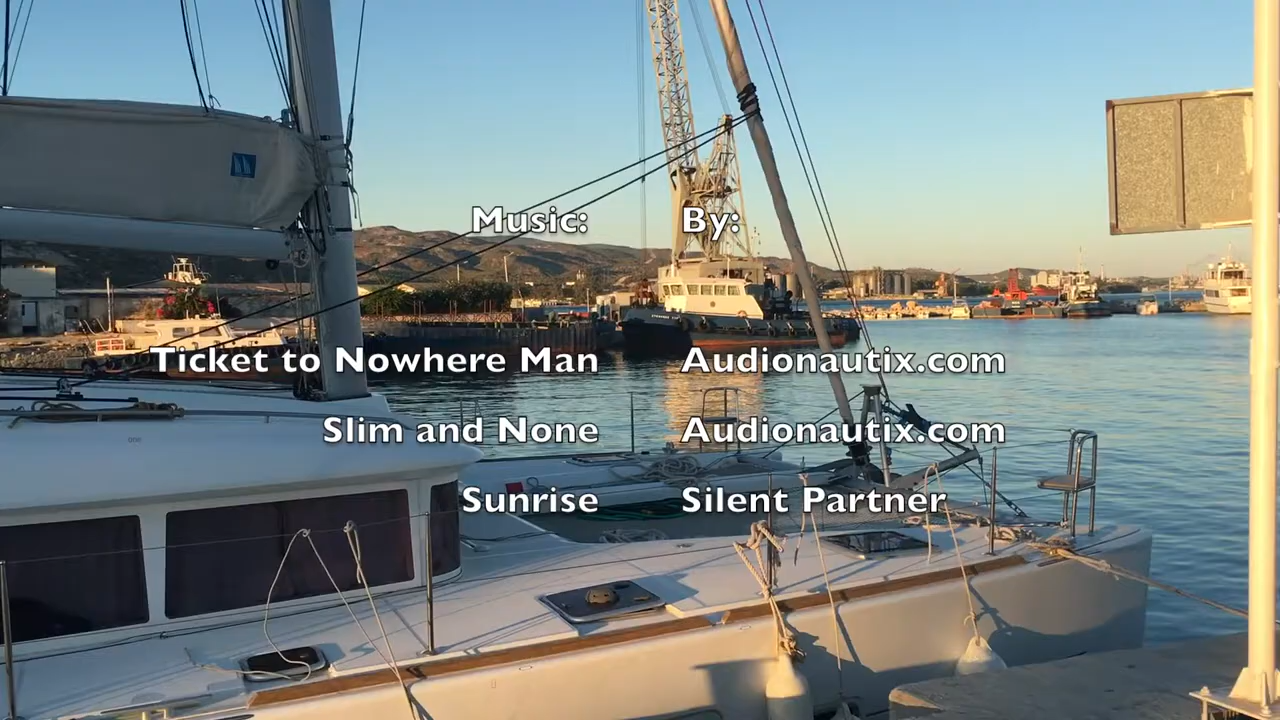 Music: By:
Ticket to Nowhere Man Audionautix.com
Slim and None Audionautix.com
Sunrise Silent Partner